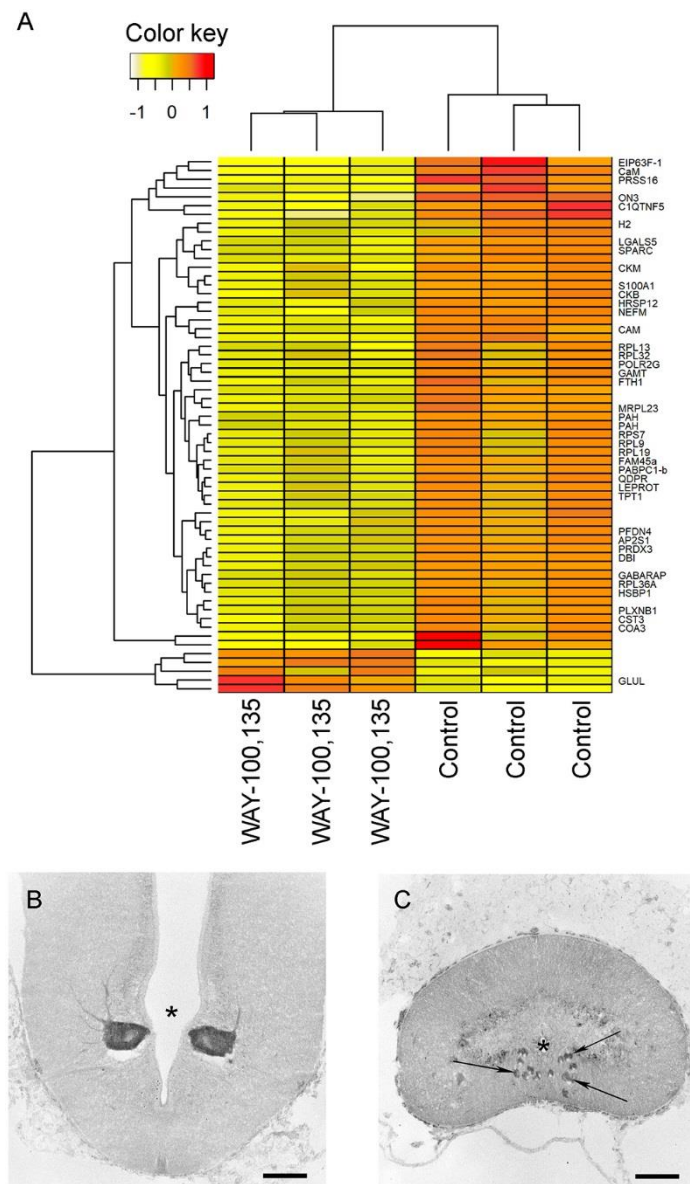 A
Color key
-1 0 1
EIP63F-1
CaM
PRSS16
ON3
C1QTNF5
H2
LGALS5
SPARC
CKM
S100A1
CKB
HRSP12
NEFM
CAM
RPL13
RPL32
POLR2G
GAMT
FTH1
MRPL23
PAH
PAH
RPS7
RPL9
RPL19
FAM45a
PABPC1-b
QDPR
LEPROT
TPT1
PFDN4
AP2S1
PRDX3
DBI
GABARAP
RPL36A
HSBP1
PLXNB1
CST3
COA3
GLUL
WAY-100,135
WAY-100,135
WAY-100,135
Control
Control
Control
B
*
C
*